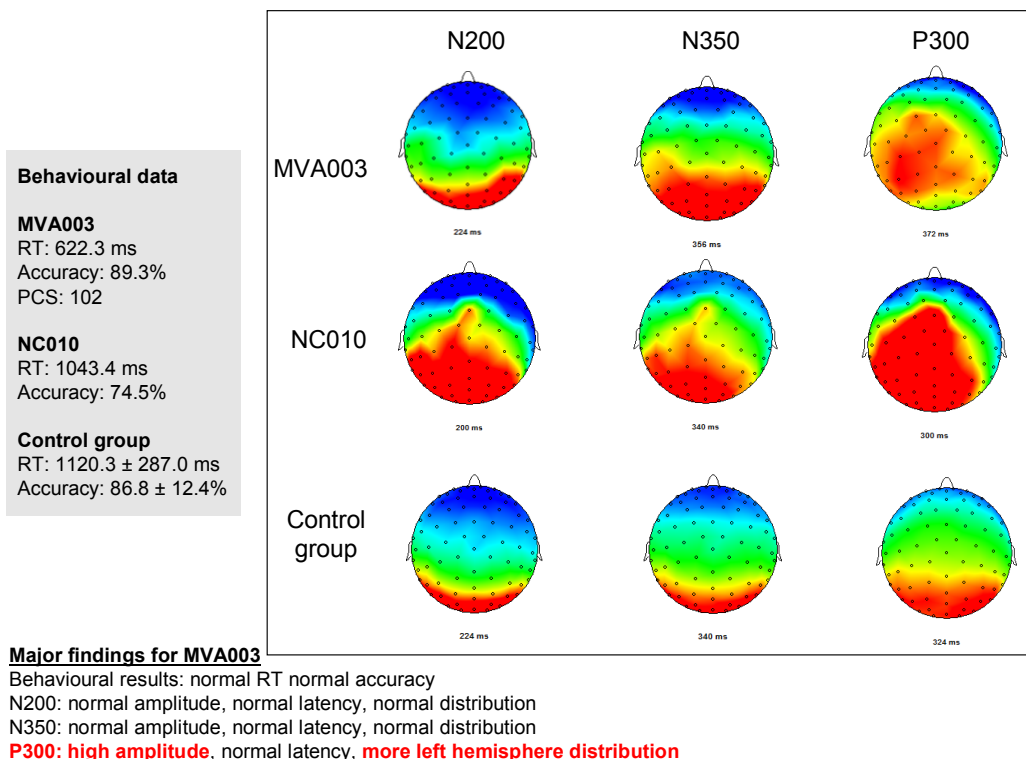 N200 N350 P300
MVA003
224 ms
356 ms
372 ms
NC010
200 ms
340 ms
300 ms
Control
group
224 ms
340 ms
324 ms
Behavioural data
MVA003
RT: 622.3 ms
Accuracy: 89.3%
PCS: 102
NC010
RT: 1043.4 ms
Accuracy: 74.5%
Control group
RT: 1120.3 ± 287.0 ms
Accuracy: 86.8 ± 12.4%
Major findings for MVA003
Behavioural results: normal RT normal accuracy
N200: normal amplitude, normal latency, normal distribution
N350: normal amplitude, normal latency, normal distribution
P300: high amplitude, normal latency, more left hemisphere distribution